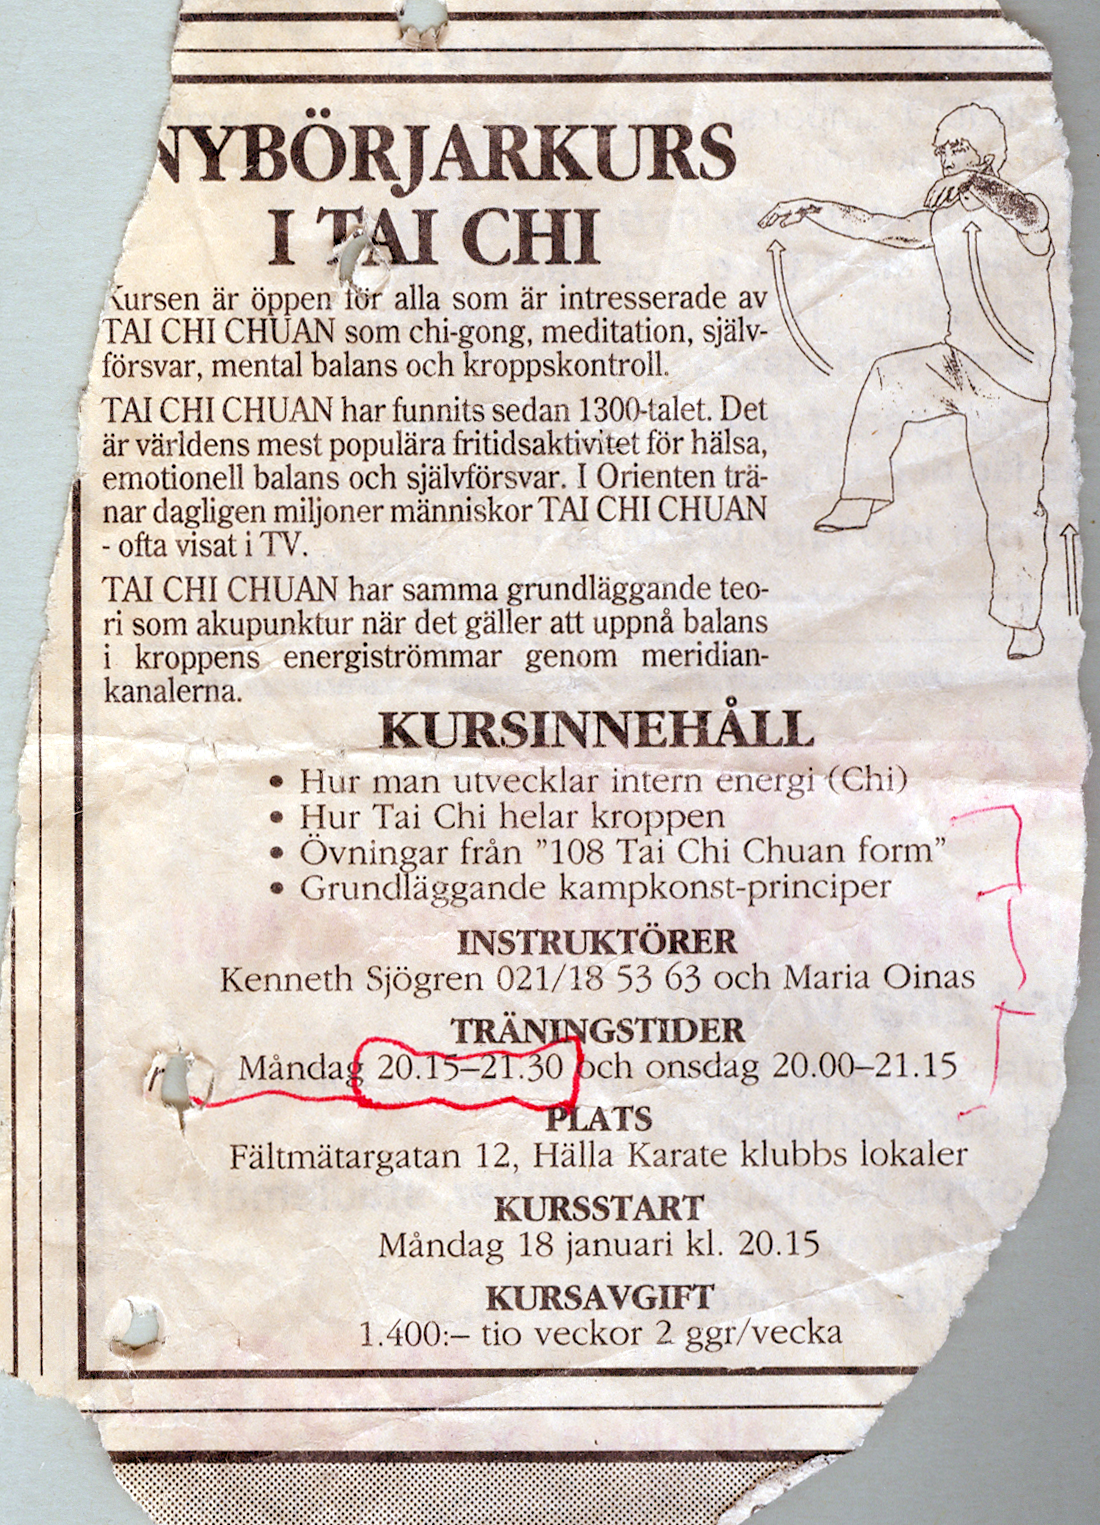 NYBÖRJARKURS
I TAI CHI
Kursen är öppen för alla som är intresserade av
TAI CHI CHUAN som chi-gong, meditation, själv-
försvar, mental balans och kroppskontroll.
TAI CHI CHUAN har funnits sedan 1300-talet. Det
är världens mest populära fritidsaktivitet för hälsa,
emotionell balans och självförsvar. I Orienten trä-
nar dagligen miljoner människor TAI CHI CHUAN
- ofta visat i TV.
TAI CHI CHUAN har samma grundläggande teo-
ri som akupunktur när det gäller att uppnå balans
i kroppens energiströmmar genom meridian-
kanalerna.
KURSINNEHÅLL
• Hur man utvecklar intern energi (Chi)
• Hur Tai Chi helar kroppen
• Övningar från ”108 Tai Chi Chuan form”
• Grundläggande kampkonst-principer
INSTRUKTÖRER
Kenneth Sjögren 021/18 53 63 och Maria Oinas
TRÄNINGSTIDER
Måndag 20.15–21.30 och onsdag 20.00–21.15
PLATS
Fältmätargatan 12, Hälla Karate klubbs lokaler
KURSSTART
Måndag 18 januari kl. 20.15
KURSAVGIFT
1.400:– tio veckor 2 ggr/vecka